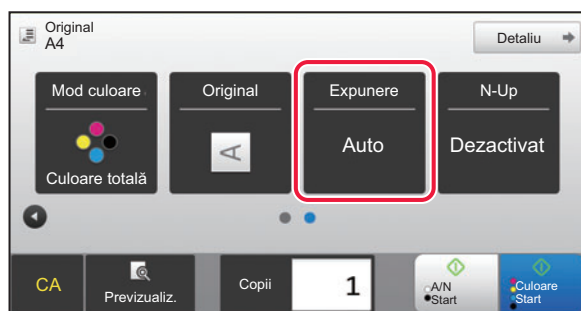 Original
A4
Detaliu
Mod culoare
Original
Expunere
N-Up
A
Auto
Dezactivat
Culoare totală
CA
Previzualiz.
Copii
1
A/N
Start
Culoare
Start